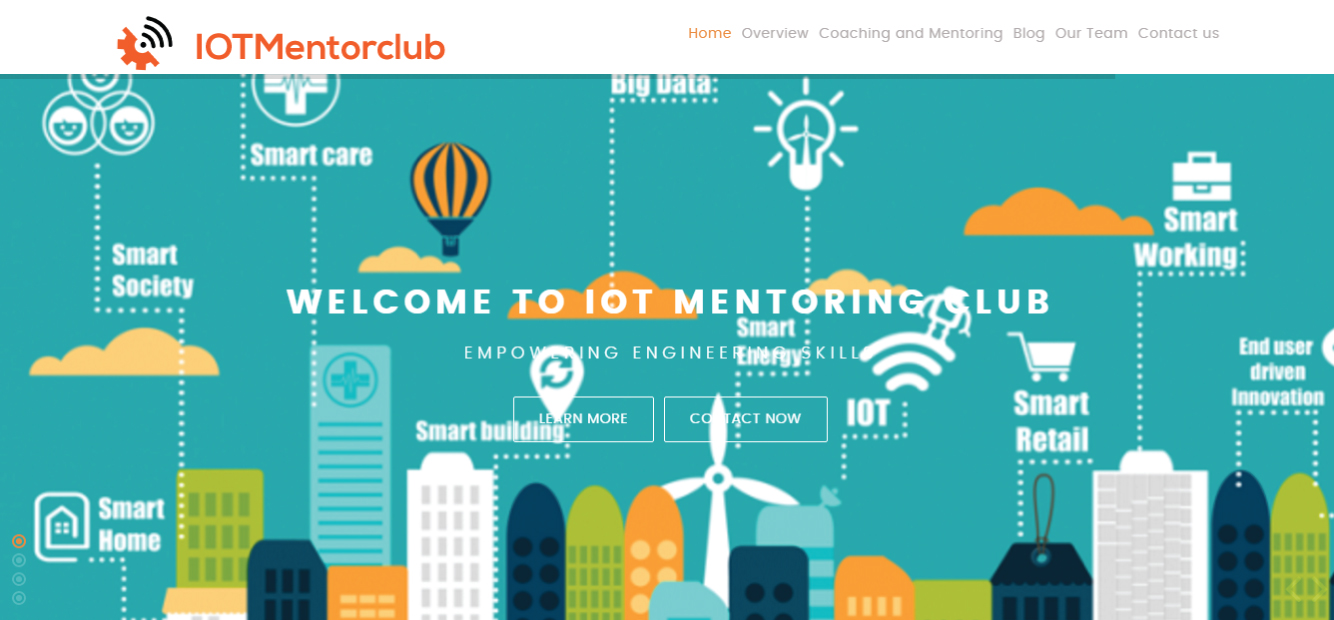 IOTMentorclub
Home Overview Coaching and Mentoring Blog Our Team Contact us
Big Data
Smart care
Smart
Working
Smart
Society
WELCOME TO IOT MENTORING CLUB
Smart
Energy
EMPOWERING ENGINEERING SKILL
End user
driven
Innovation
IOT
Smart
Retail
LEARN MORE
CONTACT NOW
Smart building
Smart
Home